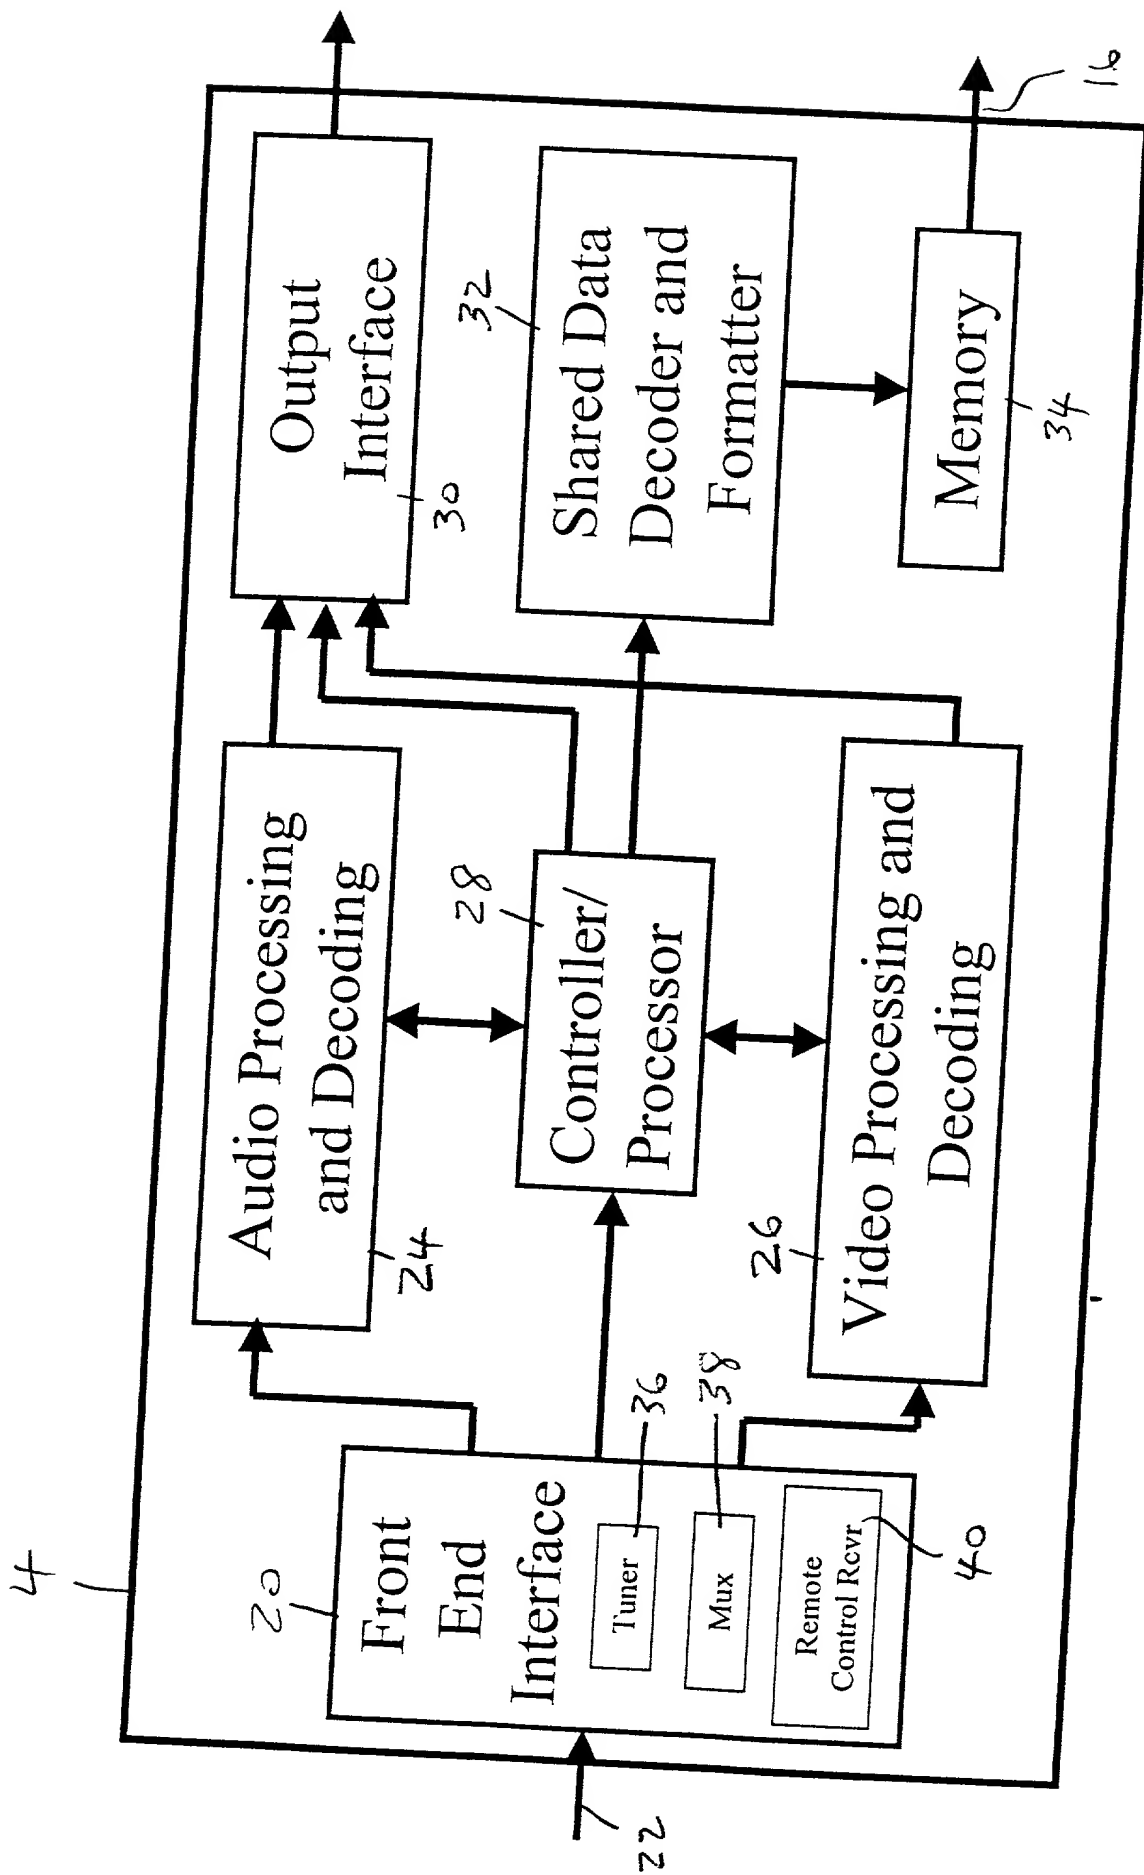 4
20
Front
End
Interface
Tuner
36
Mux
38
Remote
Control Rcvr
40
22
Audio Processing
and Decoding
24
28
Controller/
Processor
26
Video Processing and
Decoding
Output
Interface
30
32
Shared Data
Decoder and
Formatter
Memory
34
16